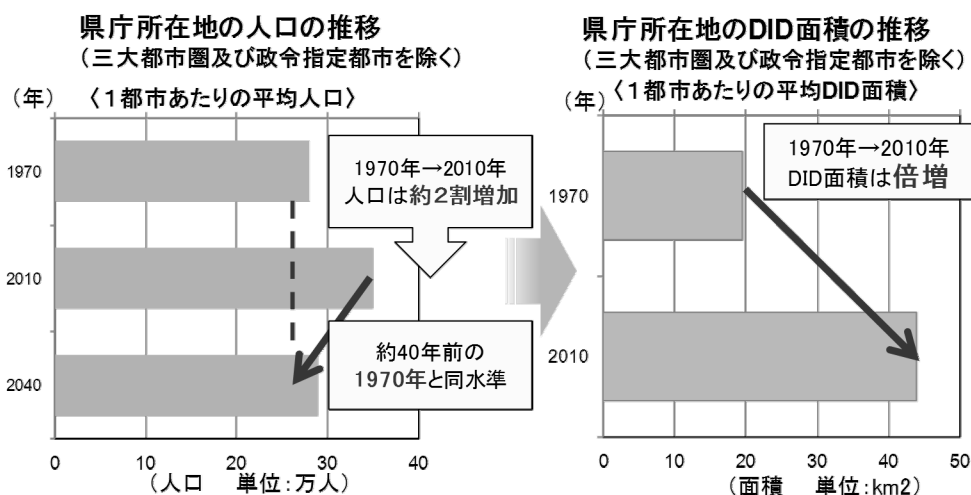 県庁所在地の人口の推移
（三大都市圏及び政令指定都市を除く）
（年）
〈１都市あたりの平均人口〉
1970
2010
2040
0
10
20
30
40
（人口 単位:万人）
1970年→2010年
人口は約２割増加
約40年前の
1970年と同水準
県庁所在地のDID面積の推移
（三大都市圏及び政令指定都市を除く）
（年）
〈１都市あたりの平均DID面積〉
1970年→2010年
DID面積は倍増
1970
2010
0
10
20
30
40
50
（面積 単位:km2）